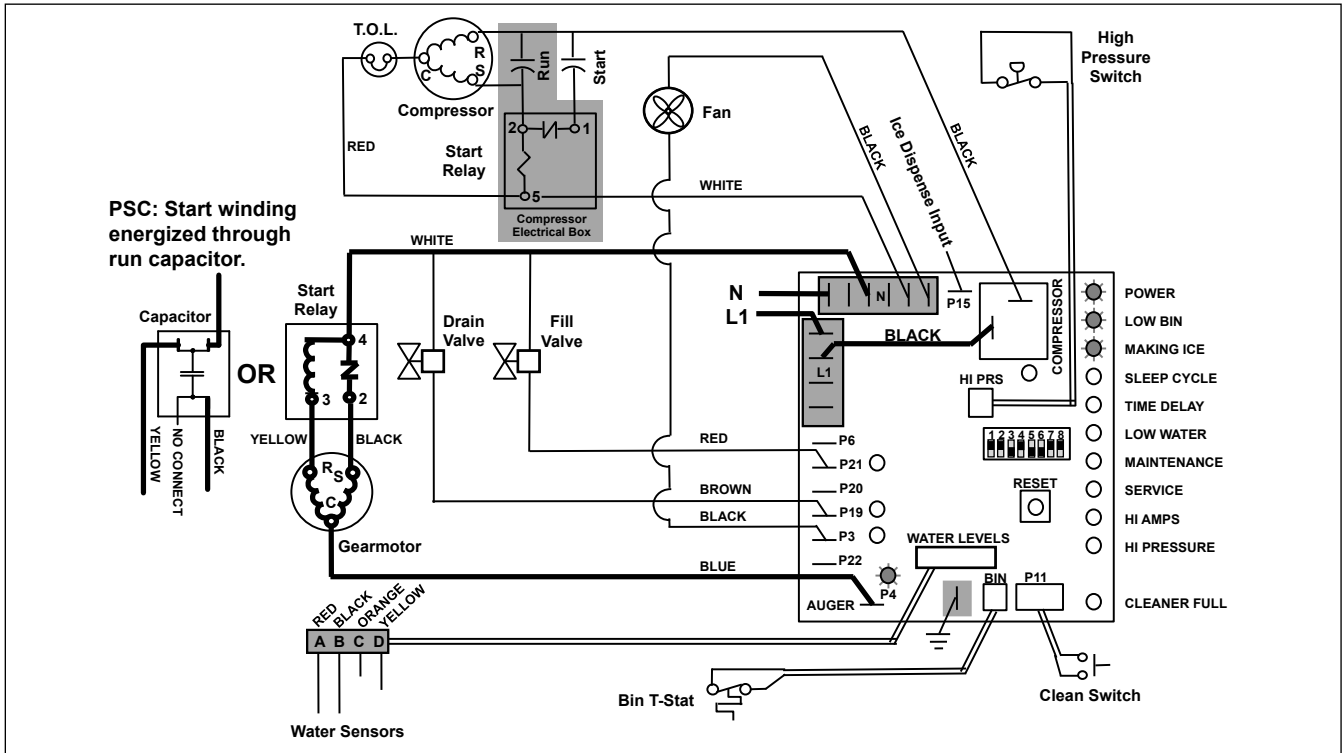 T.O.L.
R
S
C
Compressor
Run
Start
2
1
Start
Relay
5
Compressor
Electrical Box
RED
Fan
WHITE
BLACK
Ice Dispense Input
BLACK
High
Pressure
Switch
PSC: Start winding
energized through
run capacitor.
Capacitor
YELLOW
NO CONNECT
BLACK
OR
Start
Relay
4
3
2
YELLOW
BLACK
R
S
C
Gearmotor
WHITE
Drain
Valve
Fill
Valve
N
L1
N
P15
BLACK
L1
COMPRESSOR
HI PRS
1 2 3 4 5 6 7 8
RESET
RED
P6
P21
BROWN
P20
P19
BLACK
P3
P22
BLUE
P4
AUGER
WATER LEVELS
BIN
P11
POWER
LOW BIN
MAKING ICE
SLEEP CYCLE
TIME DELAY
LOW WATER
MAINTENANCE
SERVICE
HI AMPS
HI PRESSURE
CLEANER FULL
RED
BLACK
ORANGE
YELLOW
A B C D
Water Sensors
Bin T-Stat
Clean Switch